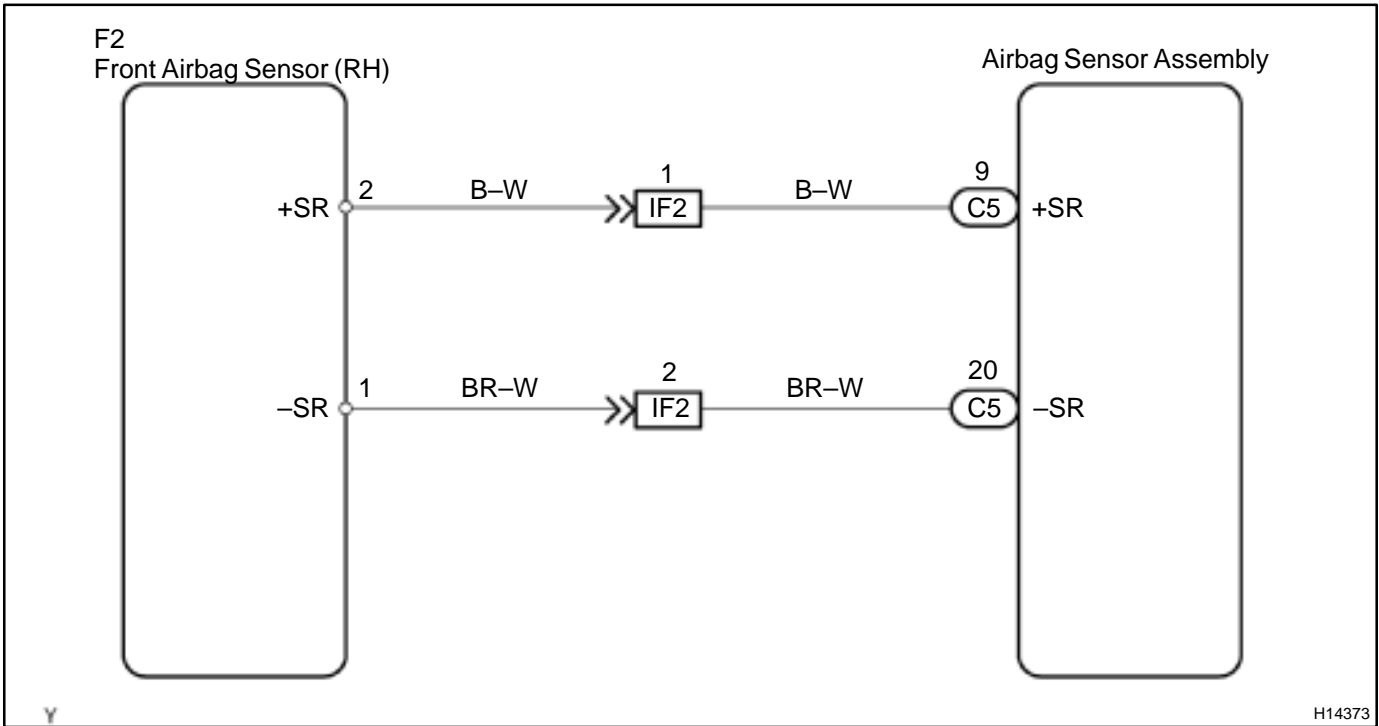 F2
Front Airbag Sensor (RH)
Airbag Sensor Assembly
+SR 2 B–W 1 IF2 B–W 9 C5 +SR
–SR 1 BR–W 2 IF2 BR–W 20 C5 –SR
Y
H14373